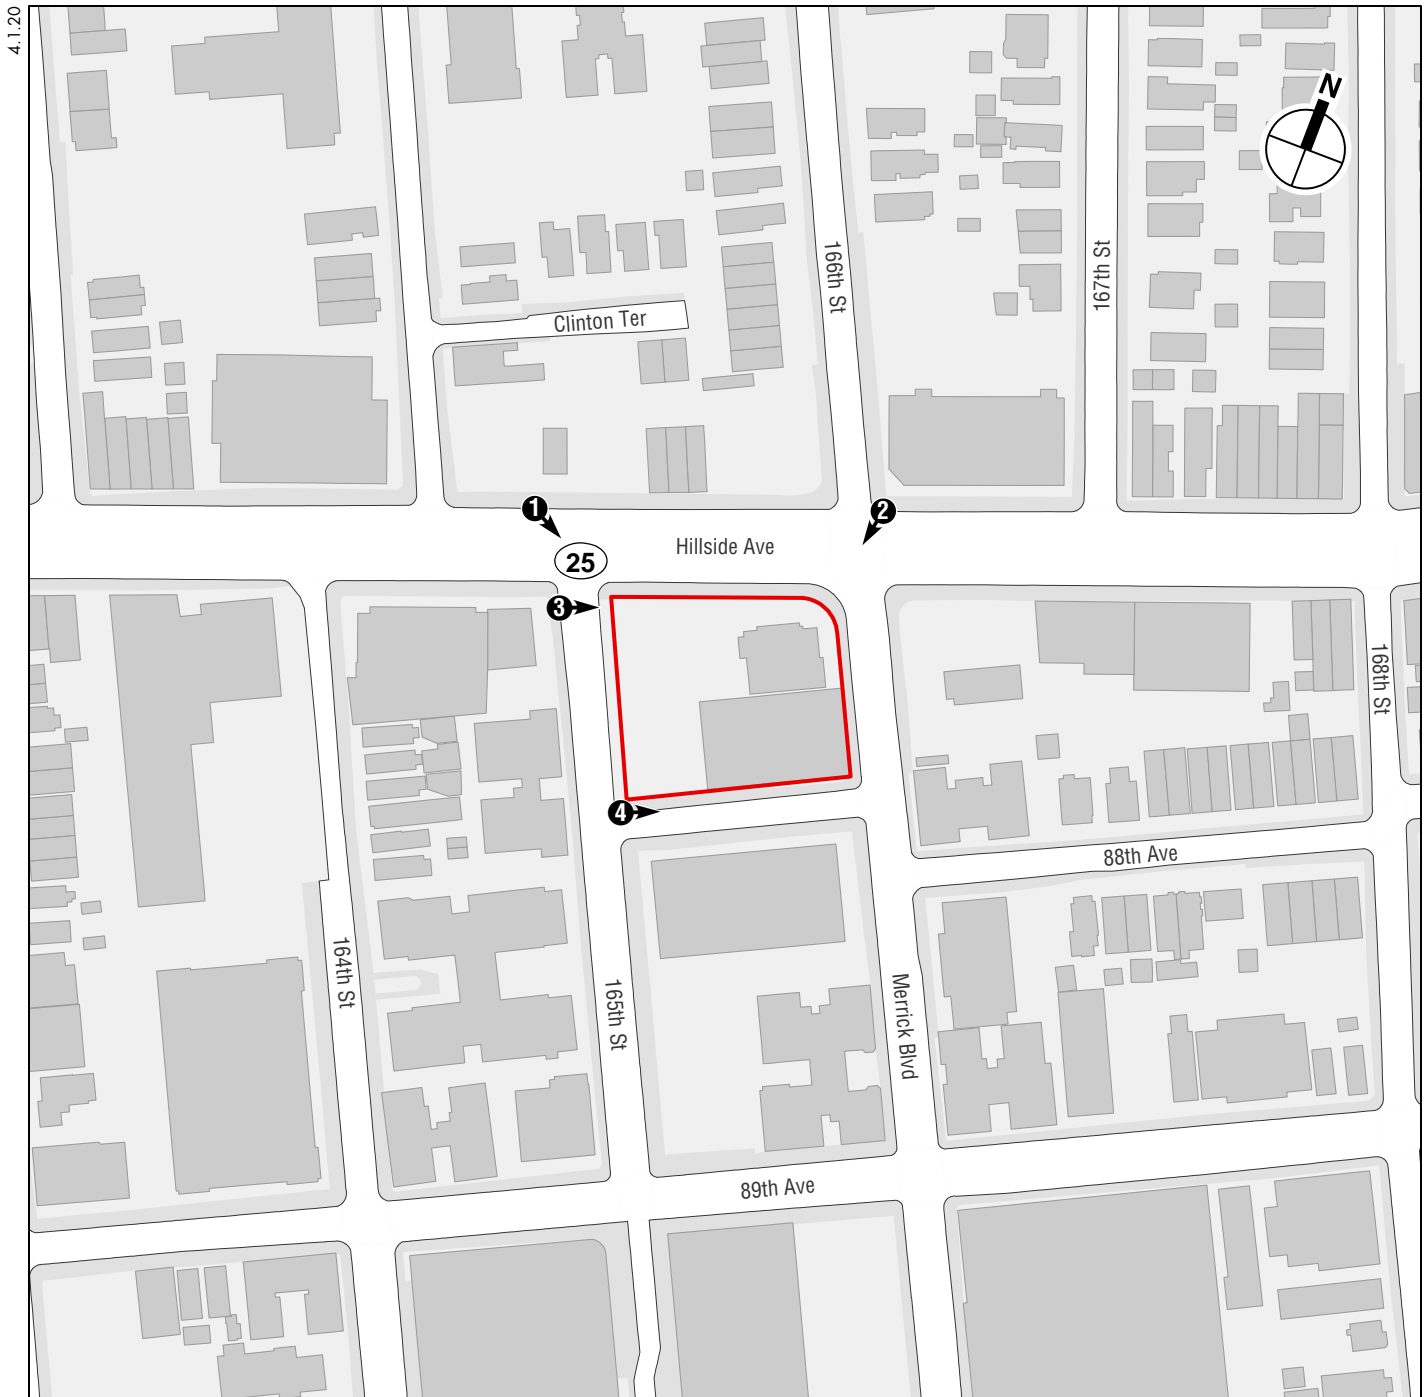 4.1.20
N
166th St
167th St
Clinton Ter
1
2
Hillside Ave
25
3
168th St
4
88th Ave
164th St
165th St
Merrick Blvd
89th Ave